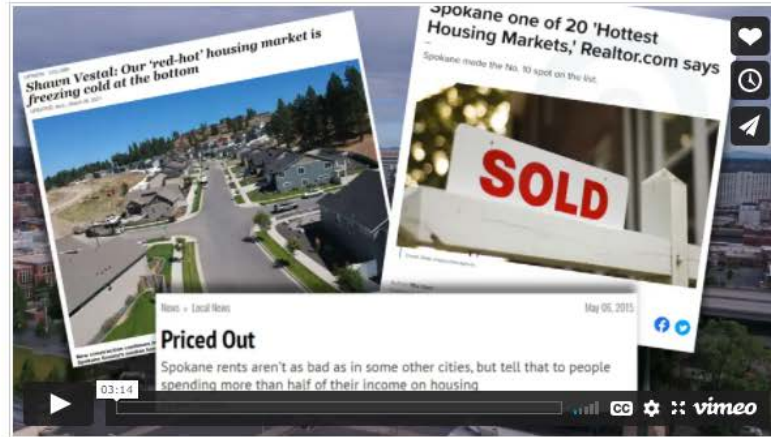 Shawn Vestal: Our 'red-hot' housing market is
freezing cold at the bottom
Spokane one of 20 'Hottest
Housing Markets,' Realtor.com says
Spokane made the No. 10 spot on the list.
SOLD
News » Local News
May 06, 2015
Priced Out
Spokane rents aren't as bad as in some other cities, but tell that to people
spending more than half of their income on housing
03:14
CC
vimeo